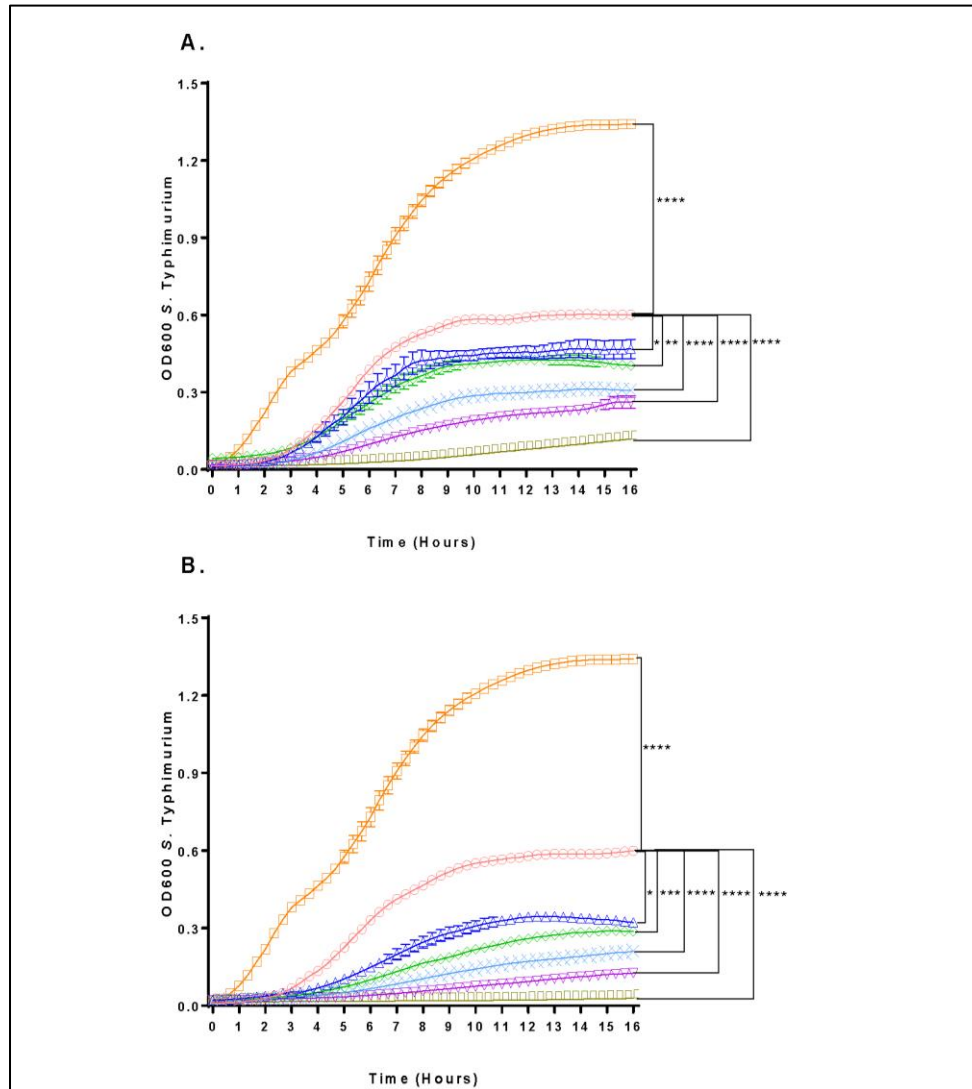 A.
1.5
1.2
0.9
0.6
0.3
0.0
OD600 S. Typhimurium
****
* ** **** **** ****
0 1 2 3 4 5 6 7 8 9 10 11 12 13 14 15 16
Time (Hours)
B.
1.5
1.2
0.9
0.6
0.3
0.0
OD600 S. Typhimurium
****
* *** **** **** ****
0 1 2 3 4 5 6 7 8 9 10 11 12 13 14 15 16
Time (Hours)